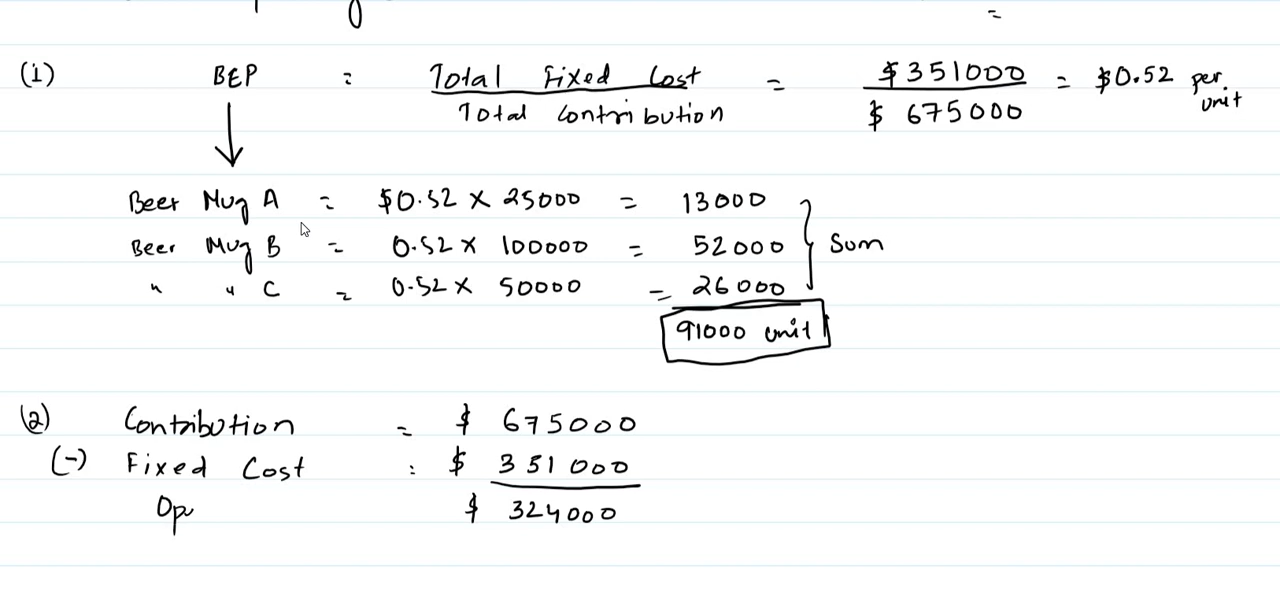 (1) BEP = Total Fixed Cost / Total Contribution = $351000 / $675000 = $0.52 per unit
Beer Mug A = $0.52 × 25000 = 13000
Beer Mug B = 0.52 × 100000 = 52000 } Sum
" " C = 0.52 × 50000 = 26000
91000 unit
(2) Contribution = $ 675000
(-) Fixed Cost : $ 351000
Op $ 324000